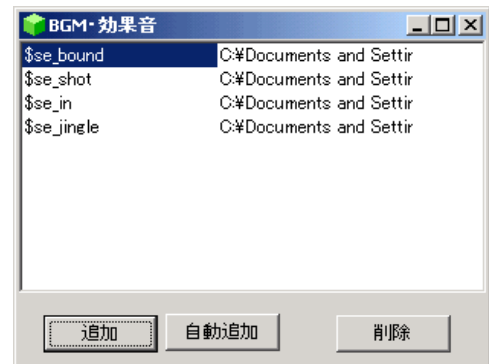 BGM・効果音
$se_bound C:¥Documents and Settir
$se_shot C:¥Documents and Settir
$se_in C:¥Documents and Settir
$se_jingle C:¥Documents and Settir
追加 自動追加 削除